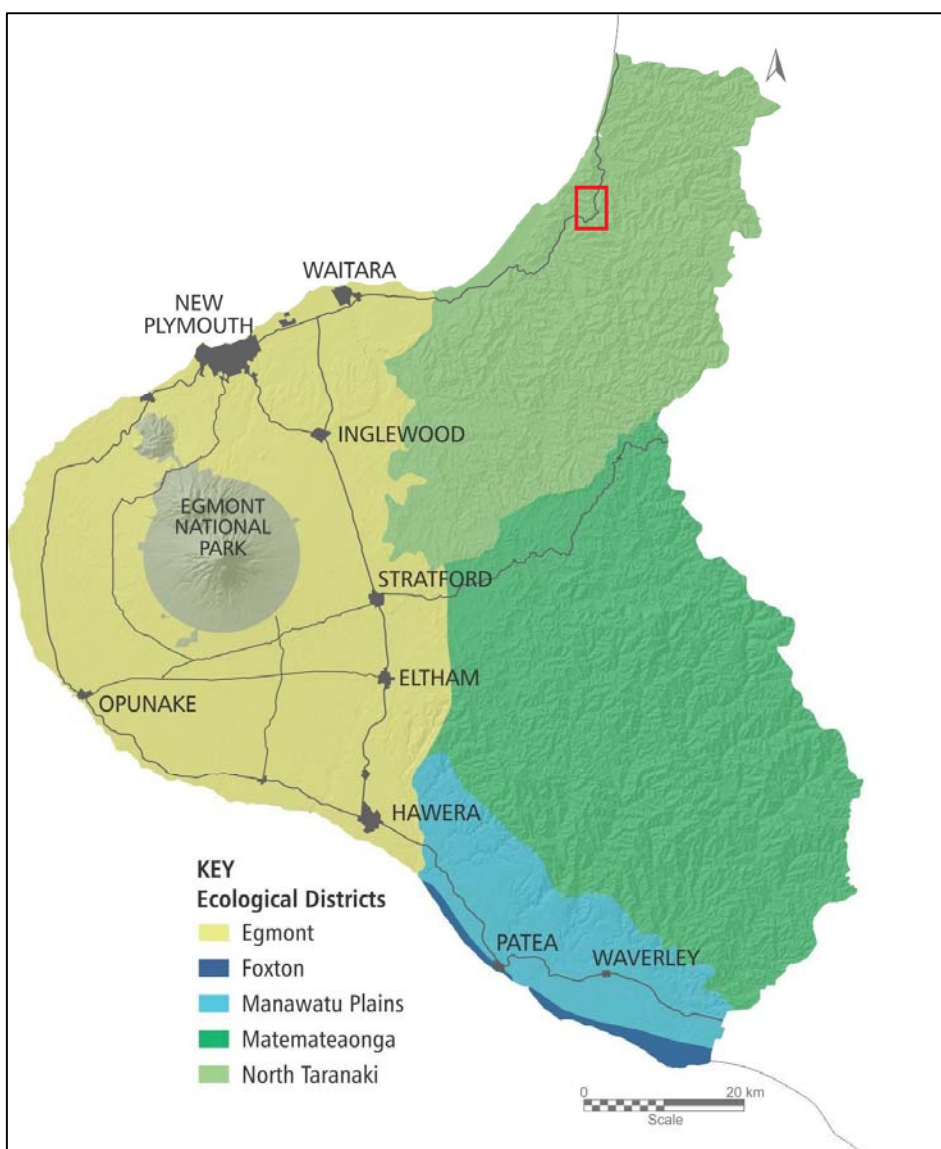 WAITARA
NEW
PLYMOUTH
INGLEWOOD
EGMONT
NATIONAL
PARK
STRATFORD
ELTHAM
OPUNAKE
HAWERA
KEY
Ecological Districts
Egmont
Foxton
Manawatu Plains
Matemateaonga
North Taranaki
PATEA
WAVERLEY
0 20 km
Scale